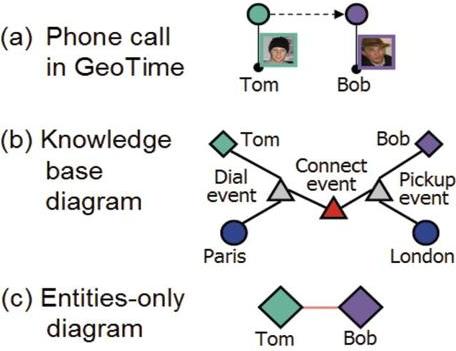 (a) Phone call
in GeoTime
Tom
Bob
(b) Knowledge
base
diagram
Tom
Bob
Dial
event
Connect
event
Pickup
event
Paris
London
(c) Entities-only
diagram
Tom
Bob